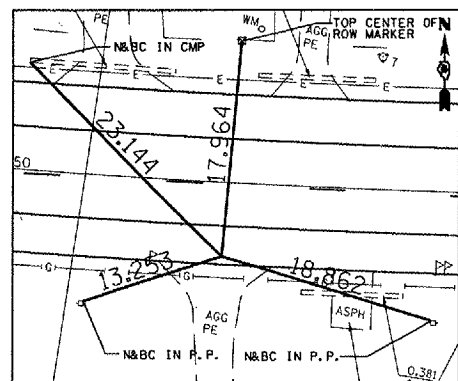 PE
WM
AGG
PE
TOP CENTER OF
ROW MARKER
N
N&BC IN CMP
7
E
E
E
E
E
23.144
17.964
50
G
G
13.253
18.862
AGG
PE
ASPH
N&BC IN P.P.
N&BC IN P.P.
0.381